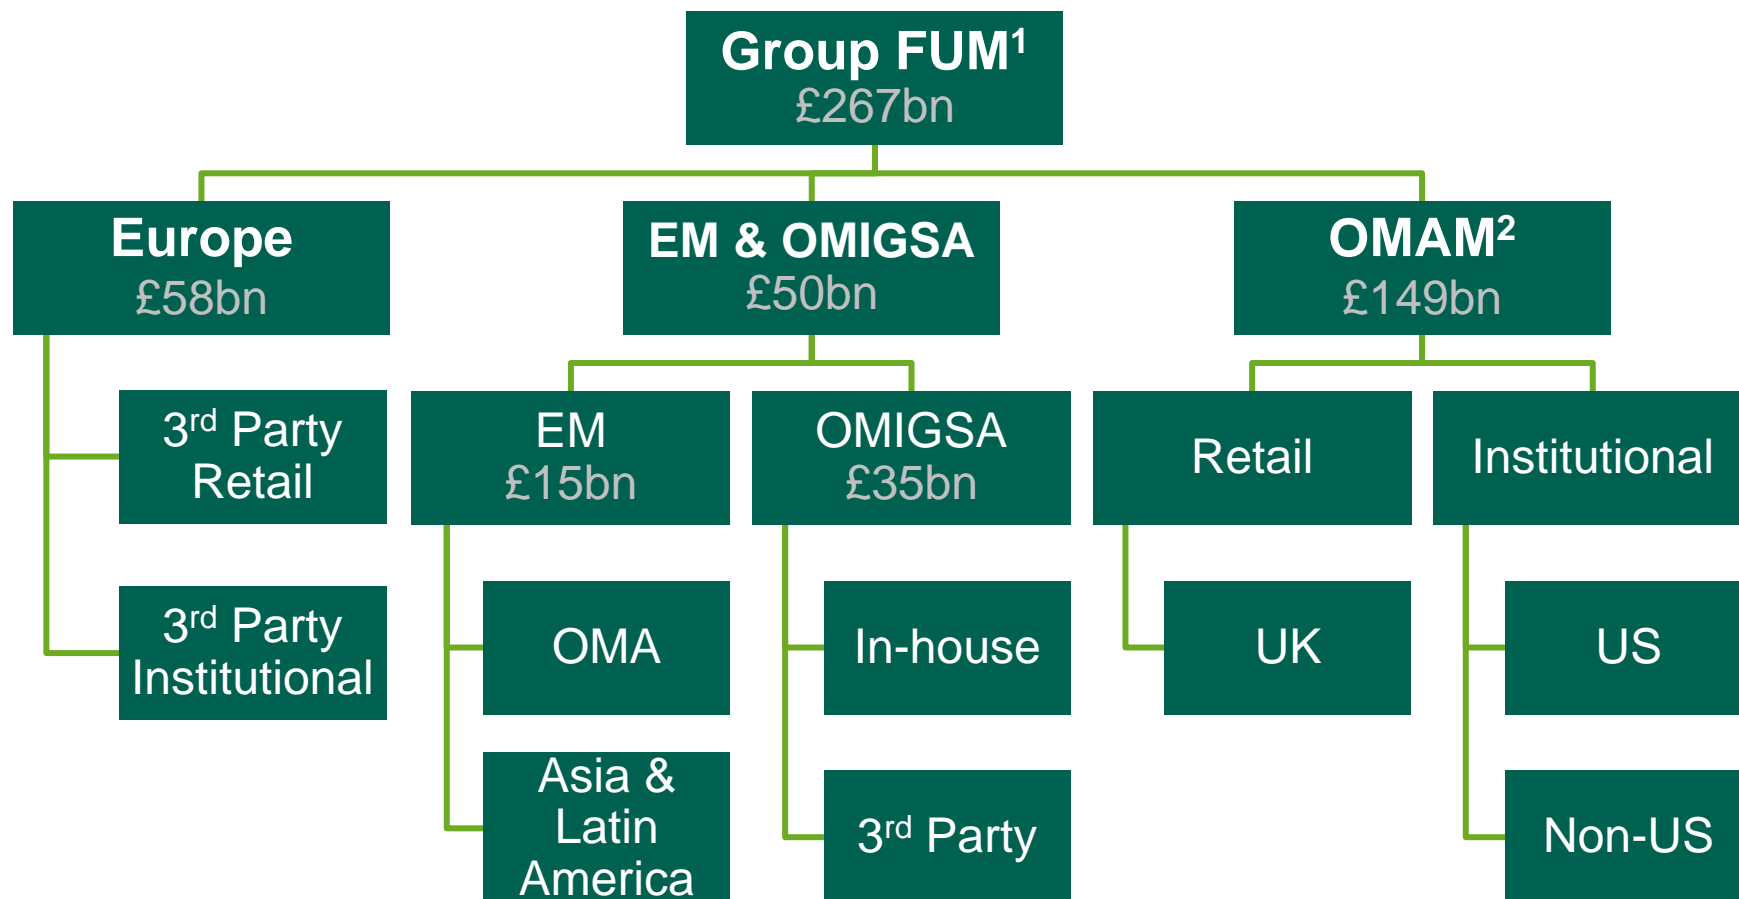 Group FUM¹
£267bn
Europe
£58bn
EM & OMIGSA
£50bn
OMAM²
£149bn
3rd Party
Retail
3rd Party
Institutional
EM
£15bn
OMA
Asia &
Latin
America
OMIGSA
£35bn
In-house
3rd Party
Retail
UK
Institutional
US
Non-US